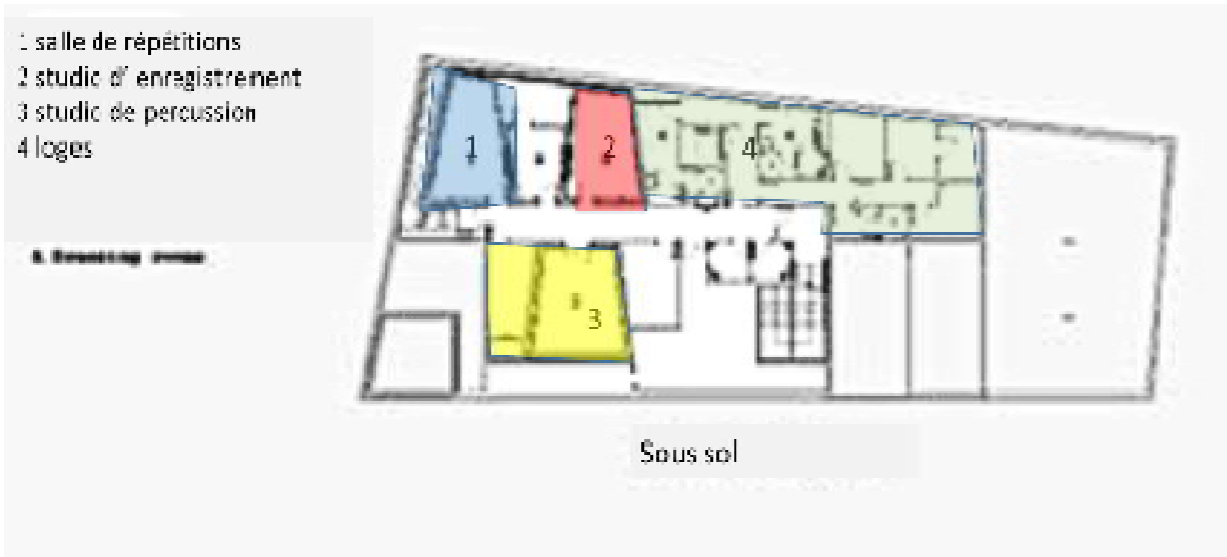 1 salle de répétitions
2 studio d' enregistrement
3 studio de percussion
4 loges
1
2
4
3
Sous sol